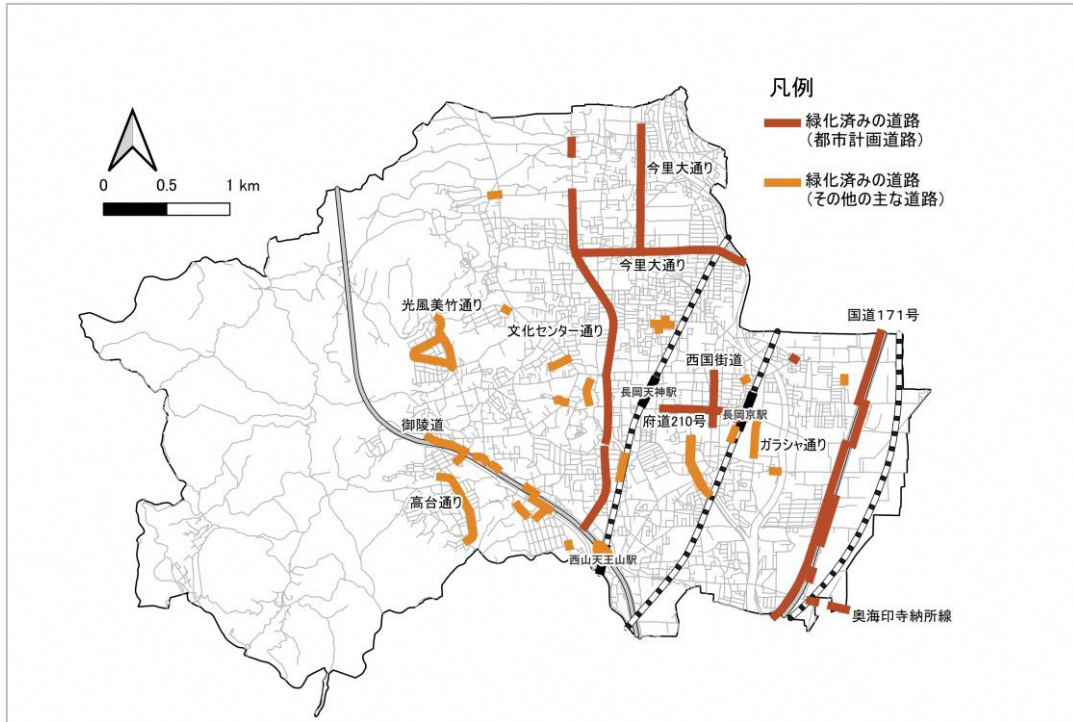 凡例
緑化済みの道路
(都市計画道路)
緑化済みの道路
(その他の主な道路)
0 0.5 1 km
今里大通り
今里大通り
光風美竹通り
文化センター通り
国道171号
西国街道
長岡天神駅
長岡京駅
府道210号
御陵道
ガラシャ通り
高台通り
西山天王山駅
奥海印寺納所線